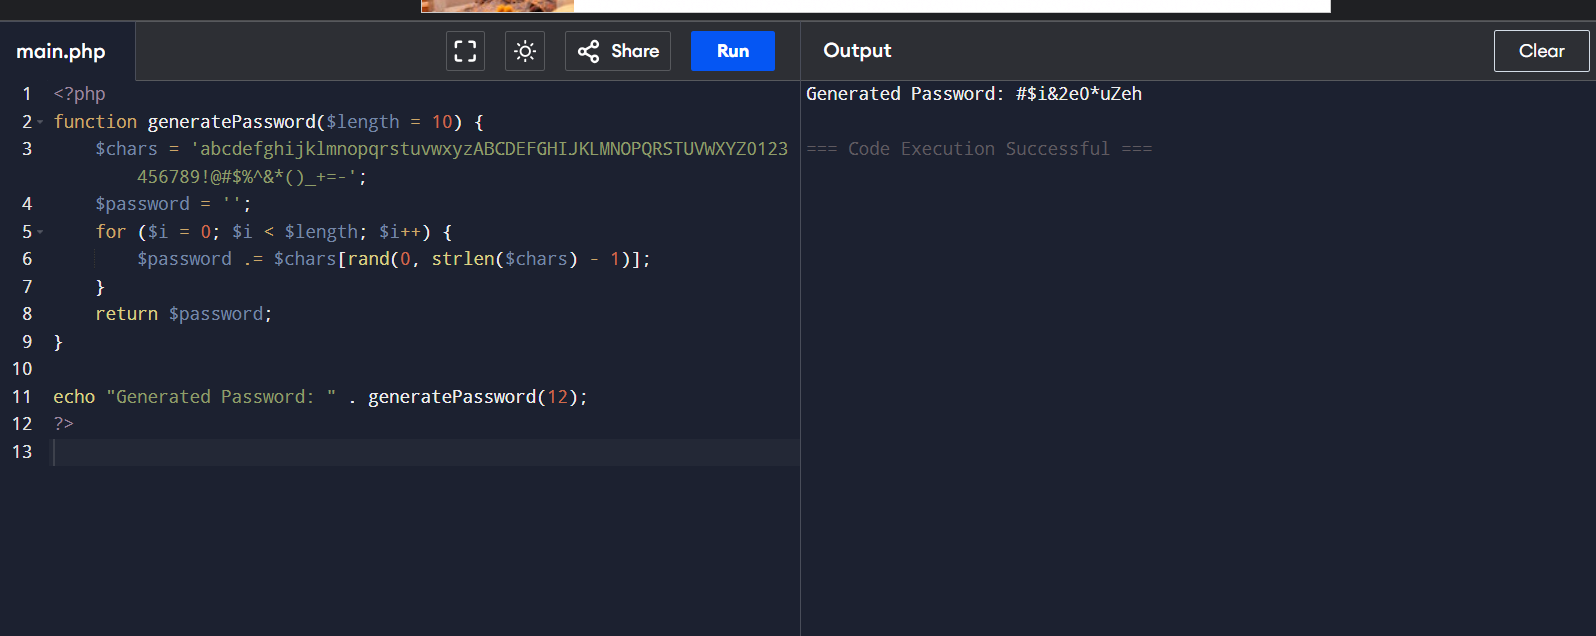 main.php
Share
Run
Output
Clear
1 <?php
2 function generatePassword($length = 10) {
3 $chars = 'abcdefghijklmnopqrstuvwxyzABCDEFGHIJKLMNOPQRSTUVWXYZ0123
456789!@#$%^&*()_+=-';
4 $password = '';
5 for ($i = 0; $i < $length; $i++) {
6 $password .= $chars[rand(0, strlen($chars) - 1)];
7 }
8 return $password;
9 }
10
11 echo "Generated Password: " . generatePassword(12);
12 ?>
13
Generated Password: #$i&2e0*uZeh
=== Code Execution Successful ===